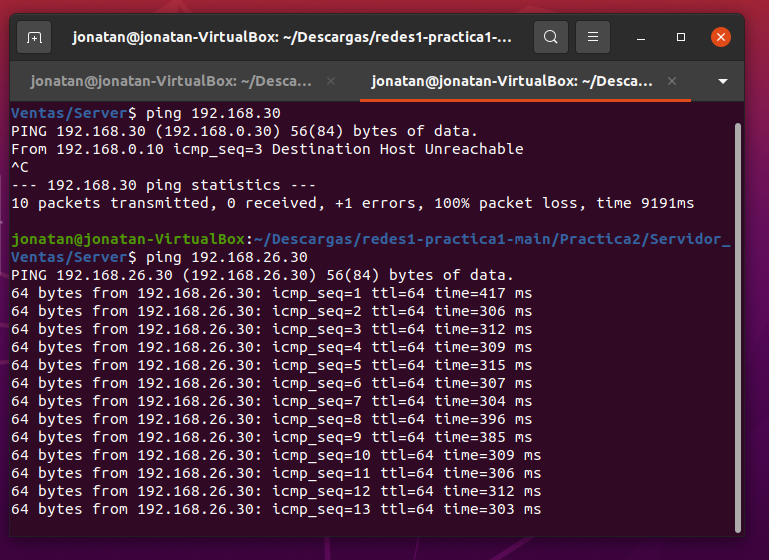 jonatan@jonatan-VirtualBox: ~/Descargas/redes1-practica1-...
jonatan@jonatan-VirtualBox: ~/Desca...
jonatan@jonatan-VirtualBox: ~/Desca...
Ventas/Server$ ping 192.168.30
PING 192.168.30 (192.168.0.30) 56(84) bytes of data.
From 192.168.0.10 icmp_seq=3 Destination Host Unreachable
^C
--- 192.168.30 ping statistics ---
10 packets transmitted, 0 received, +1 errors, 100% packet loss, time 9191ms
jonatan@jonatan-VirtualBox:~/Descargas/redes1-practica1-main/Practica2/Servidor_
Ventas/Server$ ping 192.168.26.30
PING 192.168.26.30 (192.168.26.30) 56(84) bytes of data.
64 bytes from 192.168.26.30: icmp_seq=1 ttl=64 time=417 ms
64 bytes from 192.168.26.30: icmp_seq=2 ttl=64 time=306 ms
64 bytes from 192.168.26.30: icmp_seq=3 ttl=64 time=312 ms
64 bytes from 192.168.26.30: icmp_seq=4 ttl=64 time=309 ms
64 bytes from 192.168.26.30: icmp_seq=5 ttl=64 time=315 ms
64 bytes from 192.168.26.30: icmp_seq=6 ttl=64 time=307 ms
64 bytes from 192.168.26.30: icmp_seq=7 ttl=64 time=304 ms
64 bytes from 192.168.26.30: icmp_seq=8 ttl=64 time=396 ms
64 bytes from 192.168.26.30: icmp_seq=9 ttl=64 time=385 ms
64 bytes from 192.168.26.30: icmp_seq=10 ttl=64 time=309 ms
64 bytes from 192.168.26.30: icmp_seq=11 ttl=64 time=306 ms
64 bytes from 192.168.26.30: icmp_seq=12 ttl=64 time=312 ms
64 bytes from 192.168.26.30: icmp_seq=13 ttl=64 time=303 ms